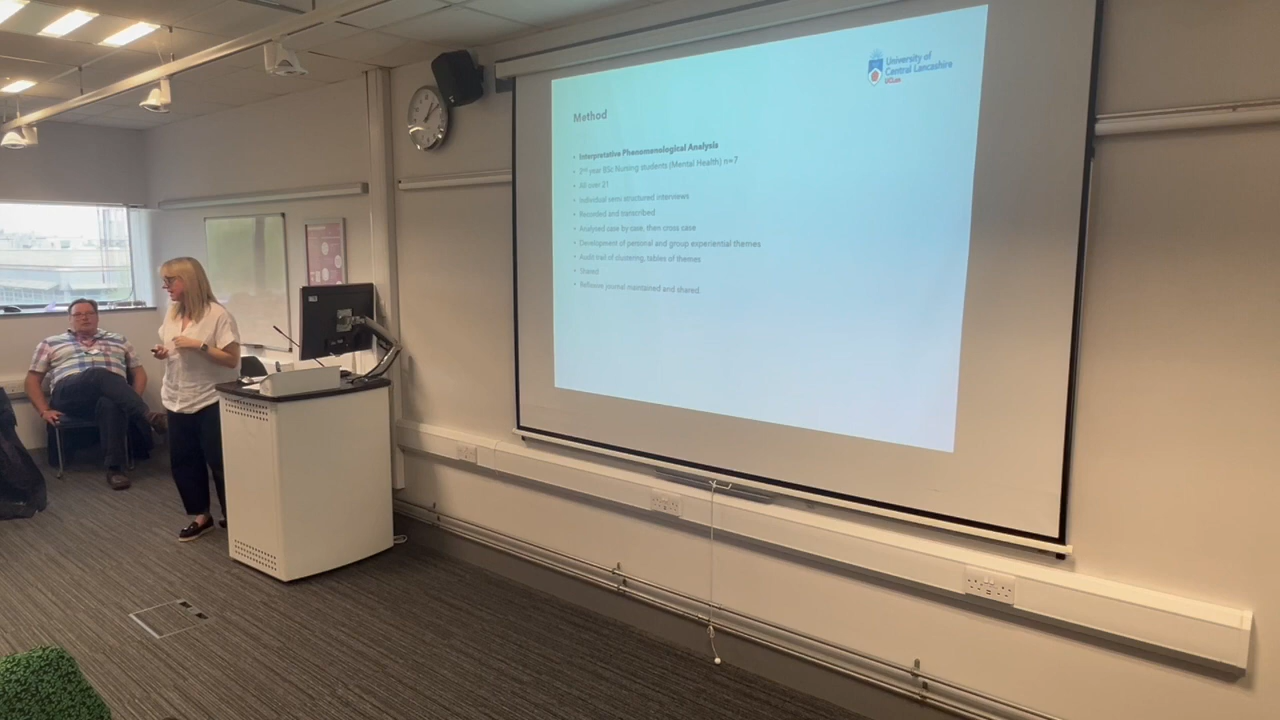 University of
Central Lancashire
UCLan
Method
• Interpretative Phenomenological Analysis
• 3rd year BSc Nursing students (Mental Health) n=7
• All over 21
• Individual semi structured interviews
• Recorded and transcribed
• Analysed case by case, then cross case
• Development of personal and group experiential themes
• Audit trail of clustering, tables of themes
• Shared
• Reflexive journal maintained and shared